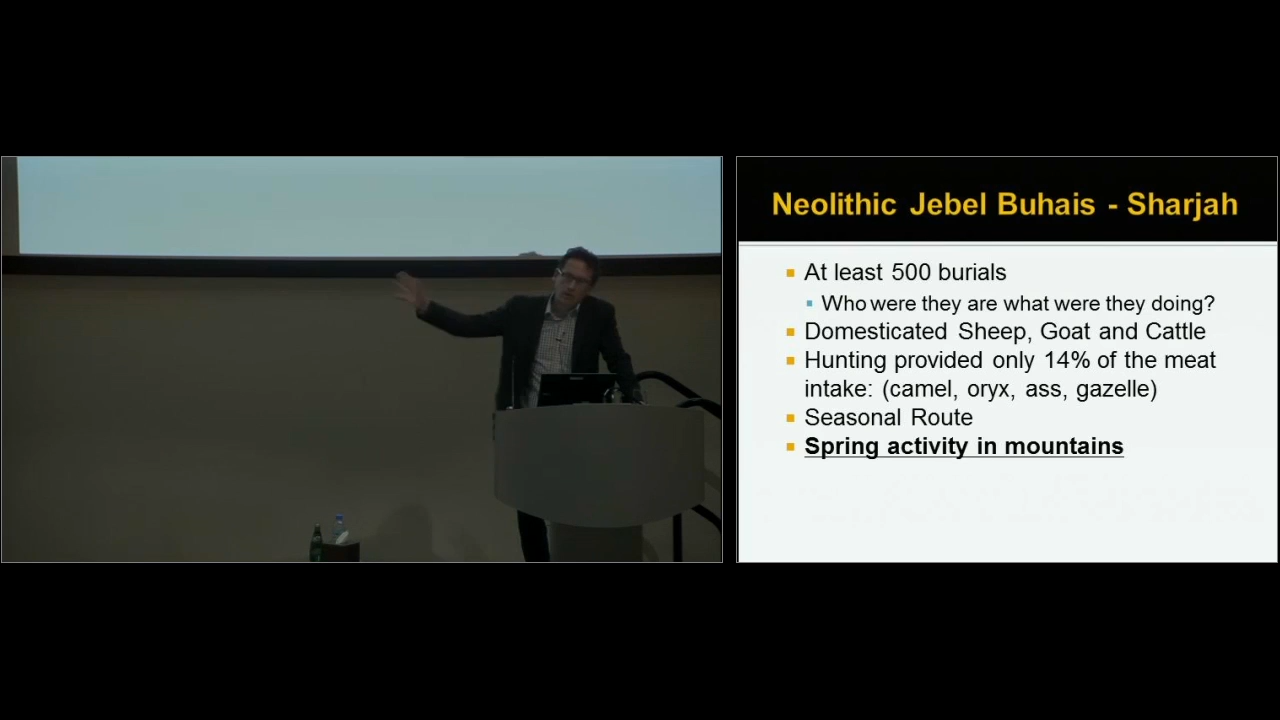 Neolithic Jebel Buhais - Sharjah
At least 500 burials
Who were they are what were they doing?
Domesticated Sheep, Goat and Cattle
Hunting provided only 14% of the meat
intake: (camel, oryx, ass, gazelle)
Seasonal Route
Spring activity in mountains